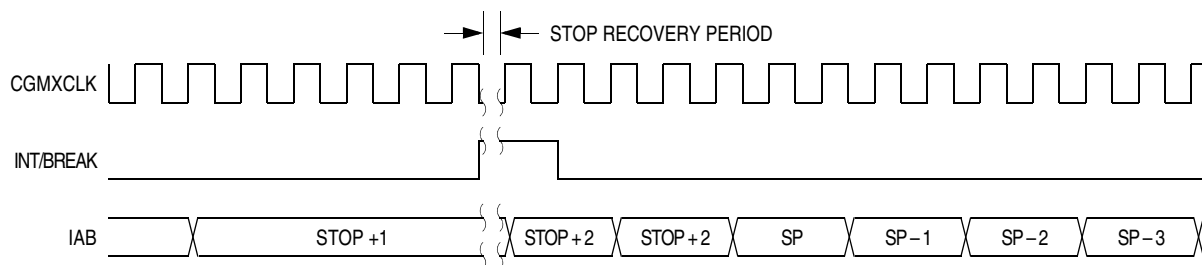 STOP RECOVERY PERIOD
CGMXCLK
INT/BREAK
IAB STOP +1 STOP + 2 STOP + 2 SP SP – 1 SP – 2 SP – 3